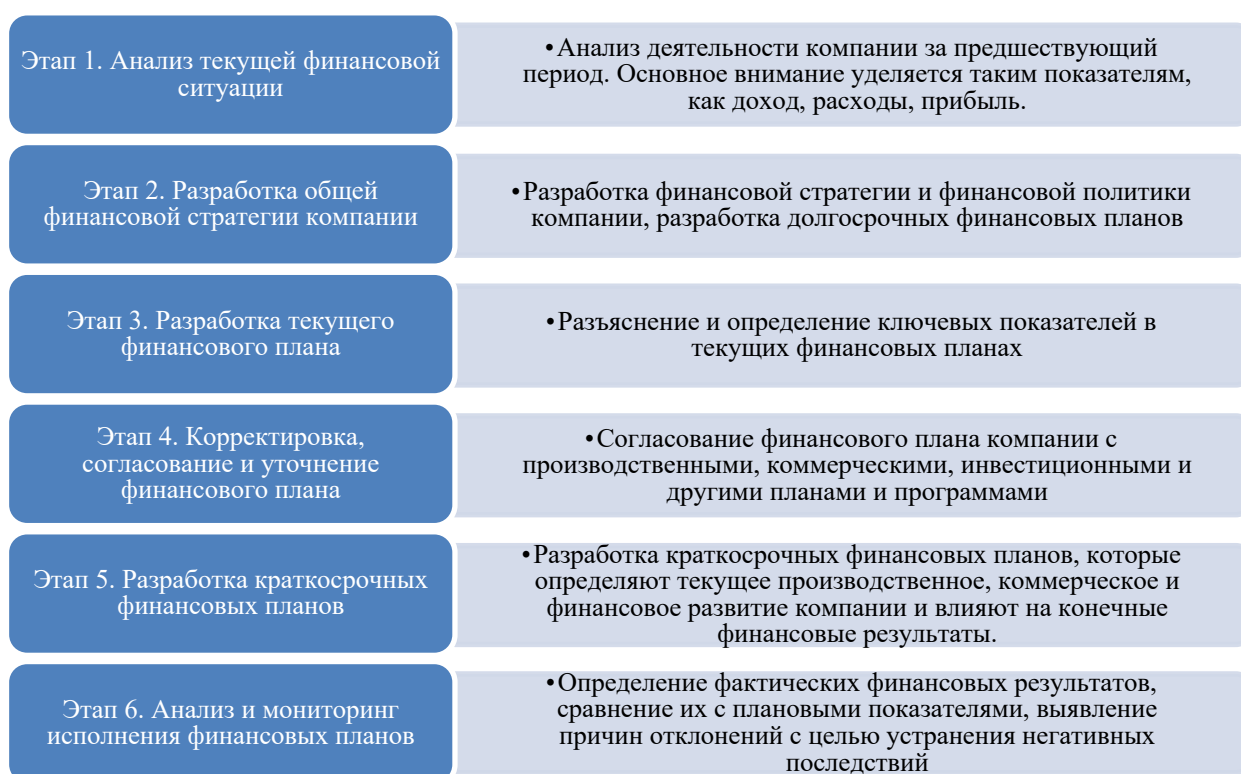 Этап 1. Анализ текущей финансовой
ситуации
•Анализ деятельности компании за предшествующий
период. Основное внимание уделяется таким показателям,
как доход, расходы, прибыль.
Этап 2. Разработка общей
финансовой стратегии компании
•Разработка финансовой стратегии и финансовой политики
компании, разработка долгосрочных финансовых планов
Этап 3. Разработка текущего
финансового плана
•Разъяснение и определение ключевых показателей в
текущих финансовых планах
Этап 4. Корректировка,
согласование и уточнение
финансового плана
•Согласование финансового плана компании с
производственными, коммерческими, инвестиционными и
другими планами и программами
Этап 5. Разработка краткосрочных
финансовых планов
•Разработка краткосрочных финансовых планов, которые
определяют текущее производственное, коммерческое и
финансовое развитие компании и влияют на конечные
финансовые результаты.
Этап 6. Анализ и мониторинг
исполнения финансовых планов
•Определение фактических финансовых результатов,
сравнение их с плановыми показателями, выявление
причин отклонений с целью устранения негативных
последствий